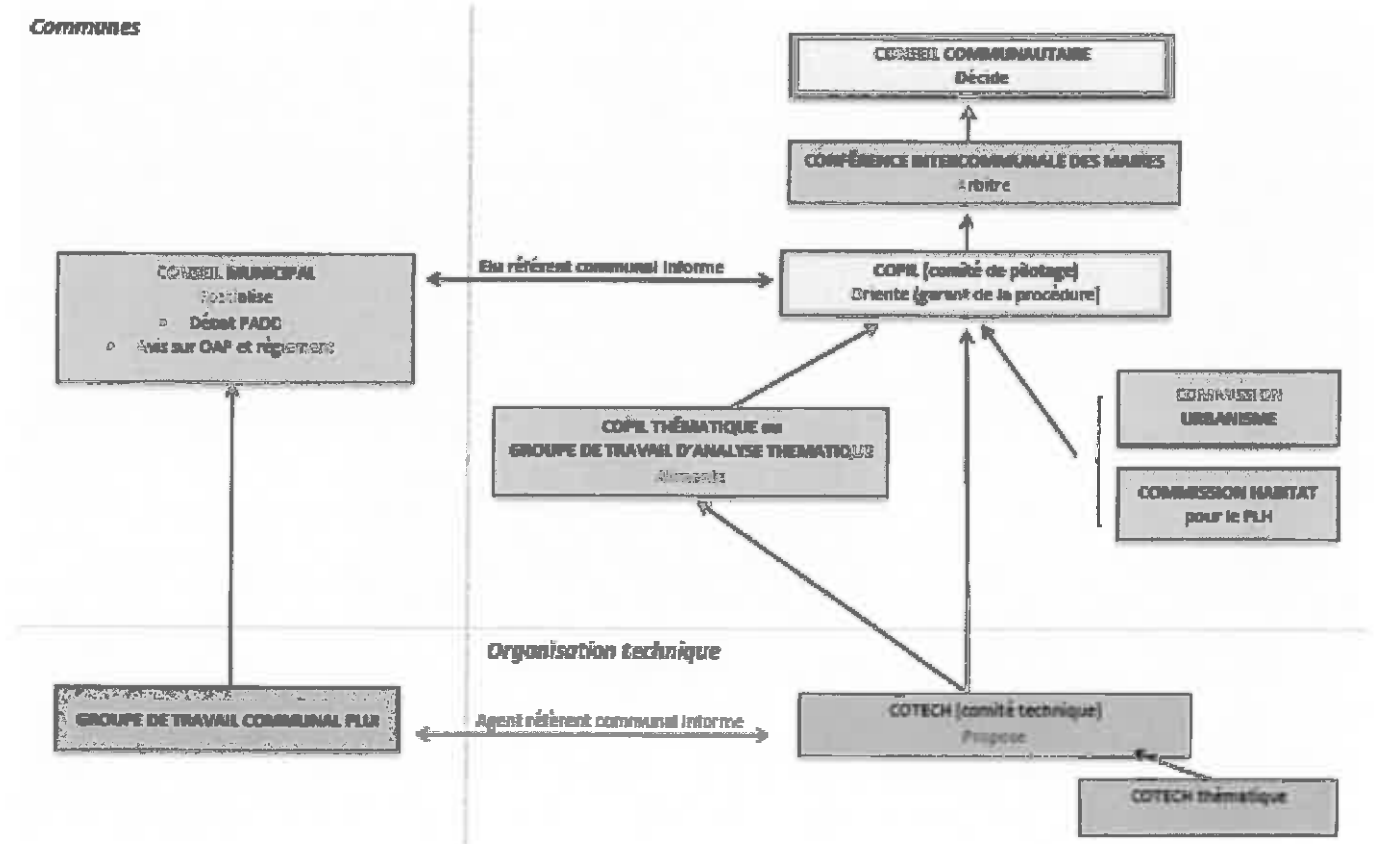 Communes
CONSEIL COMMUNAUTAIRE
Décide
CONFÉRENCE INTERCOMMUNALE DES MAIRES
Arbitre
CONSEIL MUNICIPAL
Spatialise
o Débat PADD
o Avis sur OAP et règlement
Elu référent communal informe
COPIL (comité de pilotage)
Oriente (garant de la procédure)
COPIL THÉMATIQUE ou
GROUPE DE TRAVAIL D'ANALYSE THEMATIQUE
Alimente
COMMISSION
URBANISME
COMMISSION HABITAT
pour le PLH
Organisation technique
GROUPE DE TRAVAIL COMMUNAL PLUI
Agent référent communal informe
COTECH (comité technique)
Propose
COTECH thématique